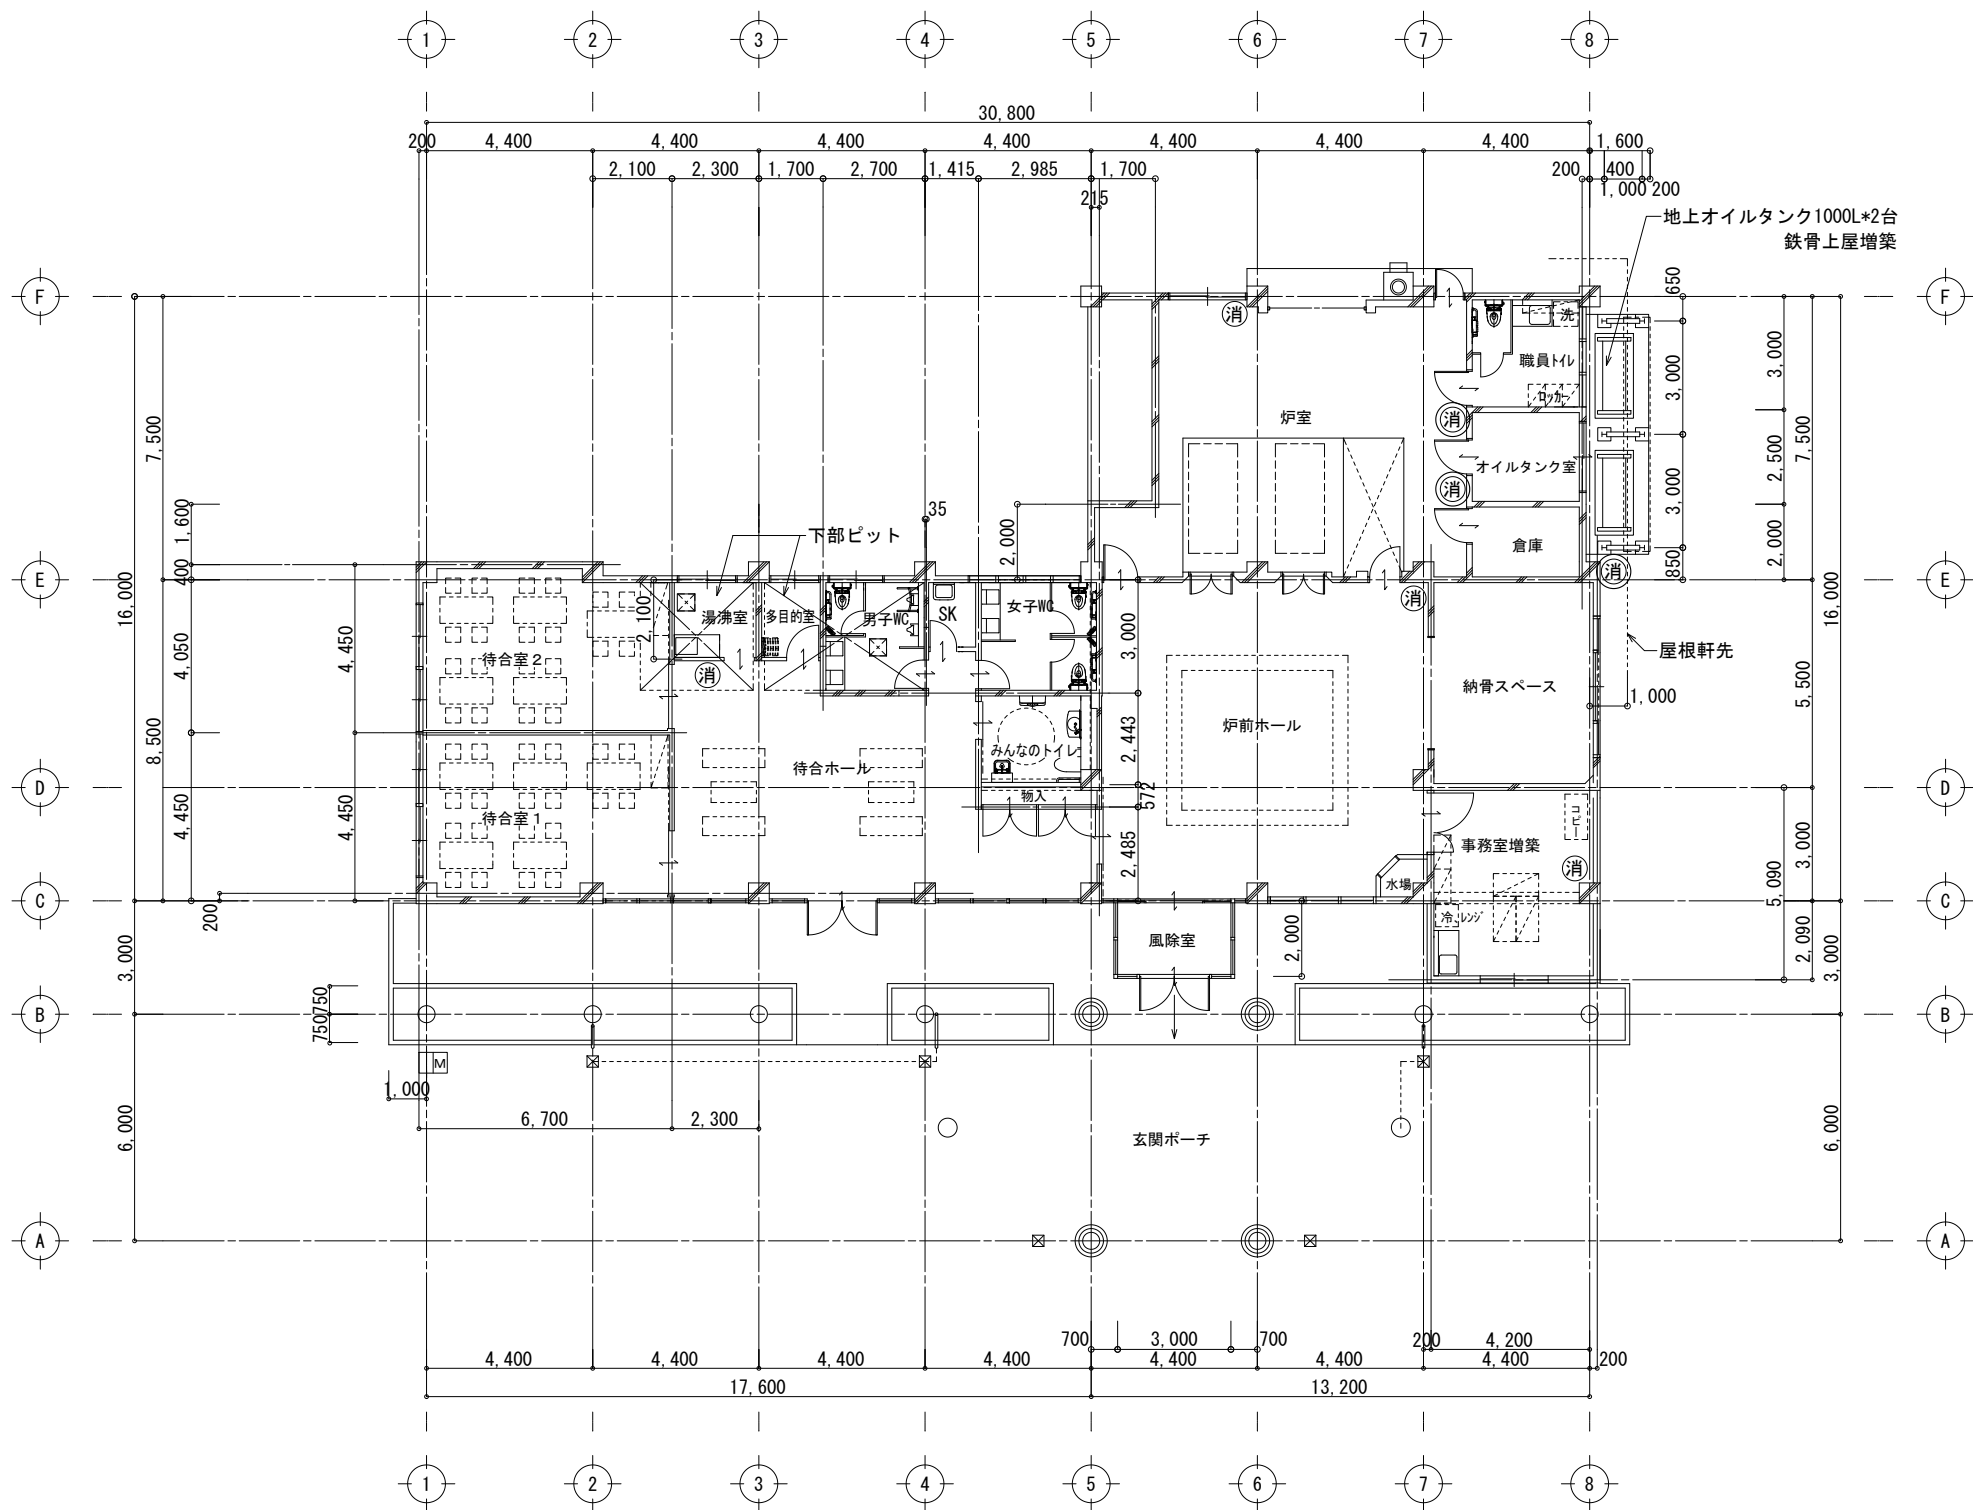 1 2 3 4 5 6 7 8
30,800
200 4,400 4,400 4,400 4,400 4,400 4,400 4,400 1,600
2,100 2,300 1,700 2,700 1,415 2,985 1,700 200 400
1,000 200
215
地上オイルタンク1000L*2台
鉄骨上屋増築
F F
650
消
洗
職員トイレ
3,000
3,000
ロッカー
消
炉室
7,500
7,500
オイルタンク室
2,500
消
3,000
1,600
35
下部ピット
2,000
倉庫
2,000
850
消
E E
400
16,000
16,000
2,100
湯沸室
多目的室
男子WC
SK
女子WC
消
3,000
待合室2
4,050
4,450
消
屋根軒先
納骨スペース
1,000
5,500
炉前ホール
2,443
みんなのトイレ
8,500
待合ホール
D D
物入
572
コピー
待合室1
4,450
4,450
2,485
事務室増築
消
3,000
5,090
水場
C C
200
冷
レンジ
風除室
2,000
2,090
3,000
3,000
750
750
B B
M
1,000
6,700 2,300
玄関ポーチ
6,000
6,000
A A
700 3,000 700 200 4,200
4,400 4,400 4,400 4,400 4,400 4,400 4,400 200
17,600 13,200
1 2 3 4 5 6 7 8